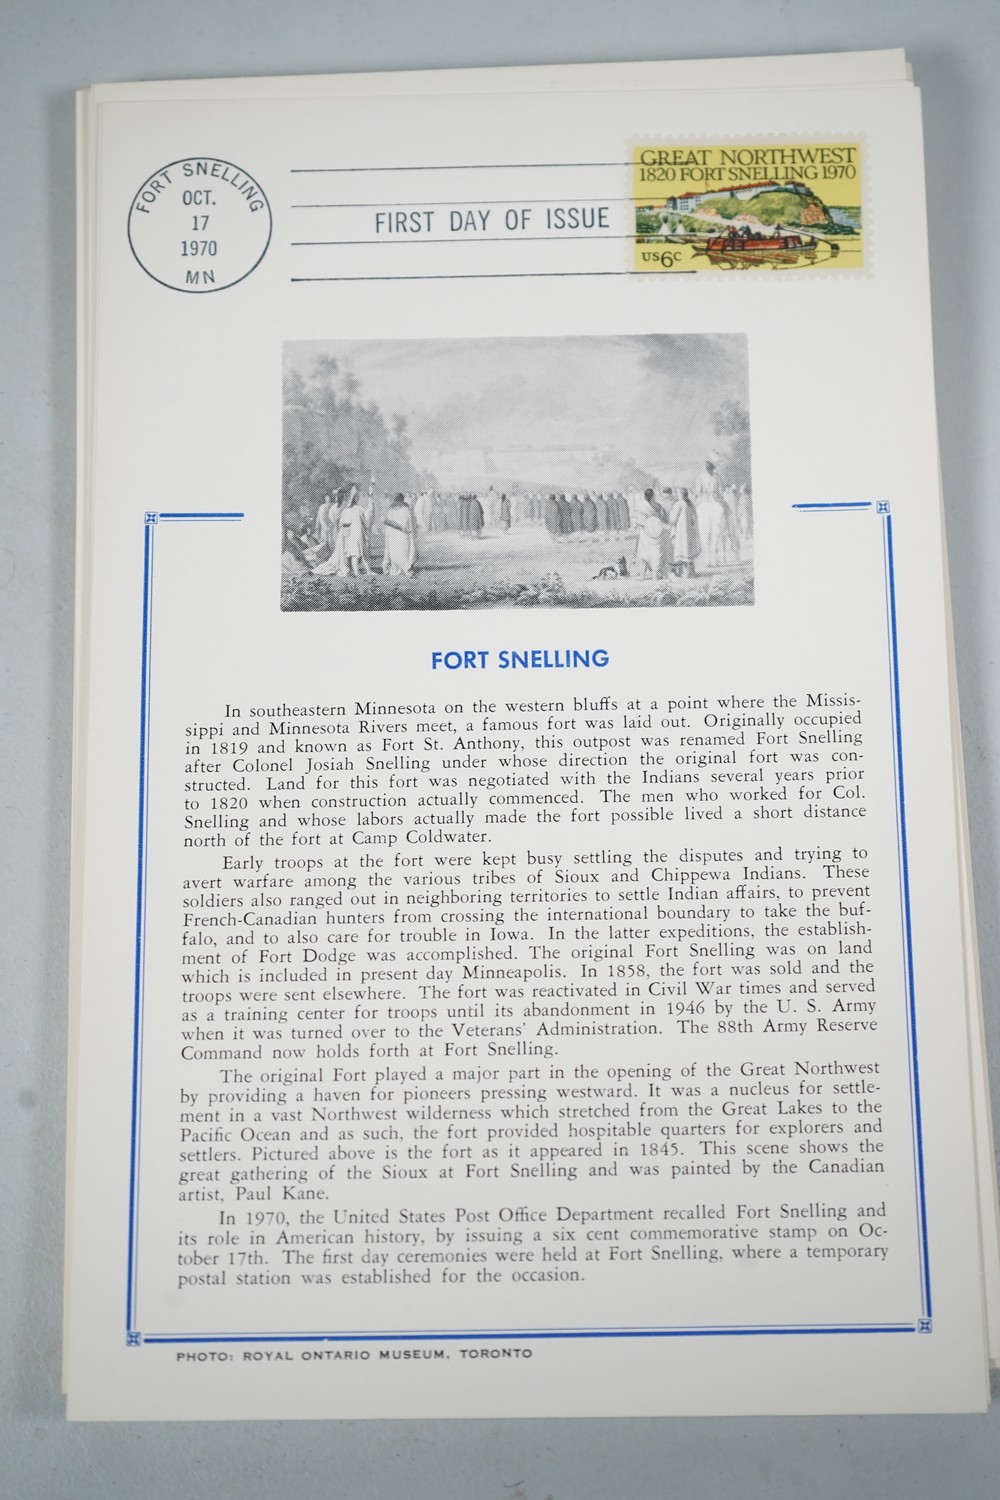 FORT SNELLING
OCT.
17
1970
MN
FIRST DAY OF ISSUE
GREAT NORTHWEST
1820 FORT SNELLING 1970
US 6c
FORT SNELLING
In southeastern Minnesota on the western bluffs at a point where the Missis-
sippi and Minnesota Rivers meet, a famous fort was laid out. Originally occupied
in 1819 and known as Fort St. Anthony, this outpost was renamed Fort Snelling
after Colonel Josiah Snelling under whose direction the original fort was con-
structed. Land for this fort was negotiated with the Indians several years prior
to 1820 when construction actually commenced. The men who worked for Col.
Snelling and whose labors actually made the fort possible lived a short distance
north of the fort at Camp Coldwater.
Early troops at the fort were kept busy settling the disputes and trying to
avert warfare among the various tribes of Sioux and Chippewa Indians. These
soldiers also ranged out in neighboring territories to settle Indian affairs, to prevent
French-Canadian hunters from crossing the international boundary to take the buf-
falo, and to also care for trouble in Iowa. In the latter expeditions, the establish-
ment of Fort Dodge was accomplished. The original Fort Snelling was on land
which is included in present day Minneapolis. In 1858, the fort was sold and the
troops were sent elsewhere. The fort was reactivated in Civil War times and served
as a training center for troops until its abandonment in 1946 by the U. S. Army
when it was turned over to the Veterans' Administration. The 88th Army Reserve
Command now holds forth at Fort Snelling.
The original Fort played a major part in the opening of the Great Northwest
by providing a haven for pioneers pressing westward. It was a nucleus for settle-
ment in a vast Northwest wilderness which stretched from the Great Lakes to the
Pacific Ocean and as such, the fort provided hospitable quarters for explorers and
settlers. Pictured above is the fort as it appeared in 1845. This scene shows the
great gathering of the Sioux at Fort Snelling and was painted by the Canadian
artist, Paul Kane.
In 1970, the United States Post Office Department recalled Fort Snelling and
its role in American history, by issuing a six cent commemorative stamp on Oc-
tober 17th. The first day ceremonies were held at Fort Snelling, where a temporary
postal station was established for the occasion.
PHOTO: ROYAL ONTARIO MUSEUM, TORONTO